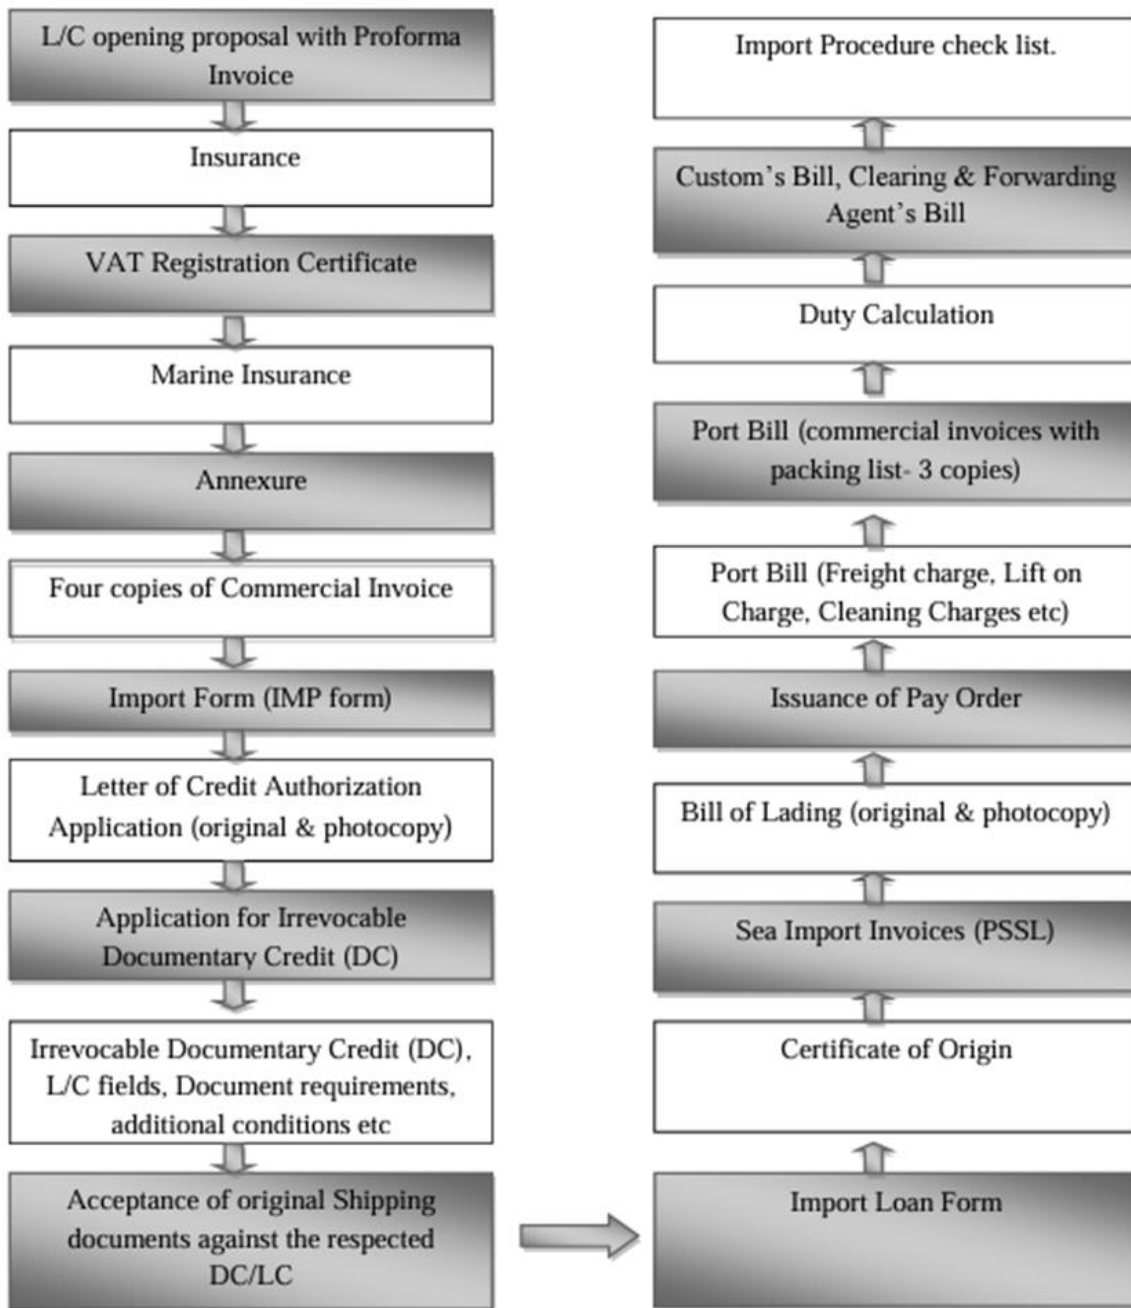 L/C opening proposal with Proforma
Invoice
Insurance
VAT Registration Certificate
Marine Insurance
Annexure
Four copies of Commercial Invoice
Import Form (IMP form)
Letter of Credit Authorization
Application (original & photocopy)
Application for Irrevocable
Documentary Credit (DC)
Irrevocable Documentary Credit (DC),
L/C fields, Document requirements,
additional conditions etc
Acceptance of original Shipping
documents against the respected
DC/LC
Import Loan Form
Certificate of Origin
Sea Import Invoices (PSSL)
Bill of Lading (original & photocopy)
Issuance of Pay Order
Port Bill (Freight charge, Lift on
Charge, Cleaning Charges etc)
Port Bill (commercial invoices with
packing list- 3 copies)
Duty Calculation
Custom’s Bill, Clearing & Forwarding
Agent’s Bill
Import Procedure check list.